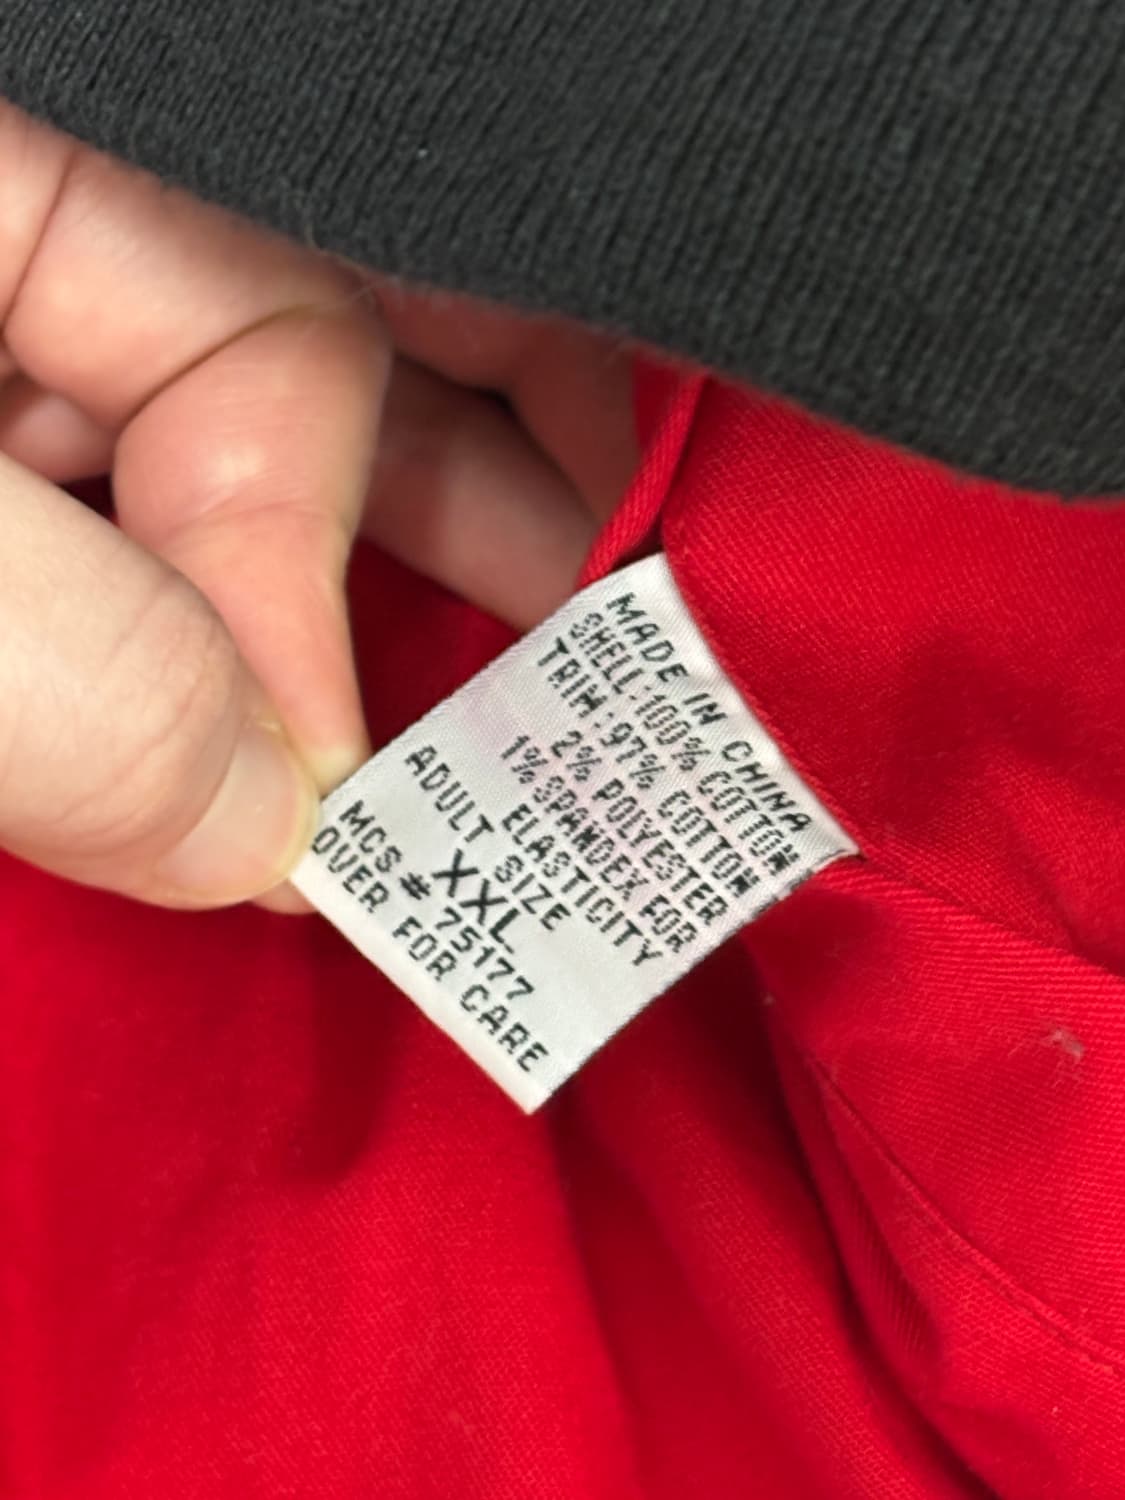 MADE IN CHINA
SHELL:100% COTTON
TRIM:97% COTTON
2% POLYESTER
1% SPANDEX FOR
ELASTICITY
ADULT SIZE
XXL
MCS # 75177
OVER FOR CARE